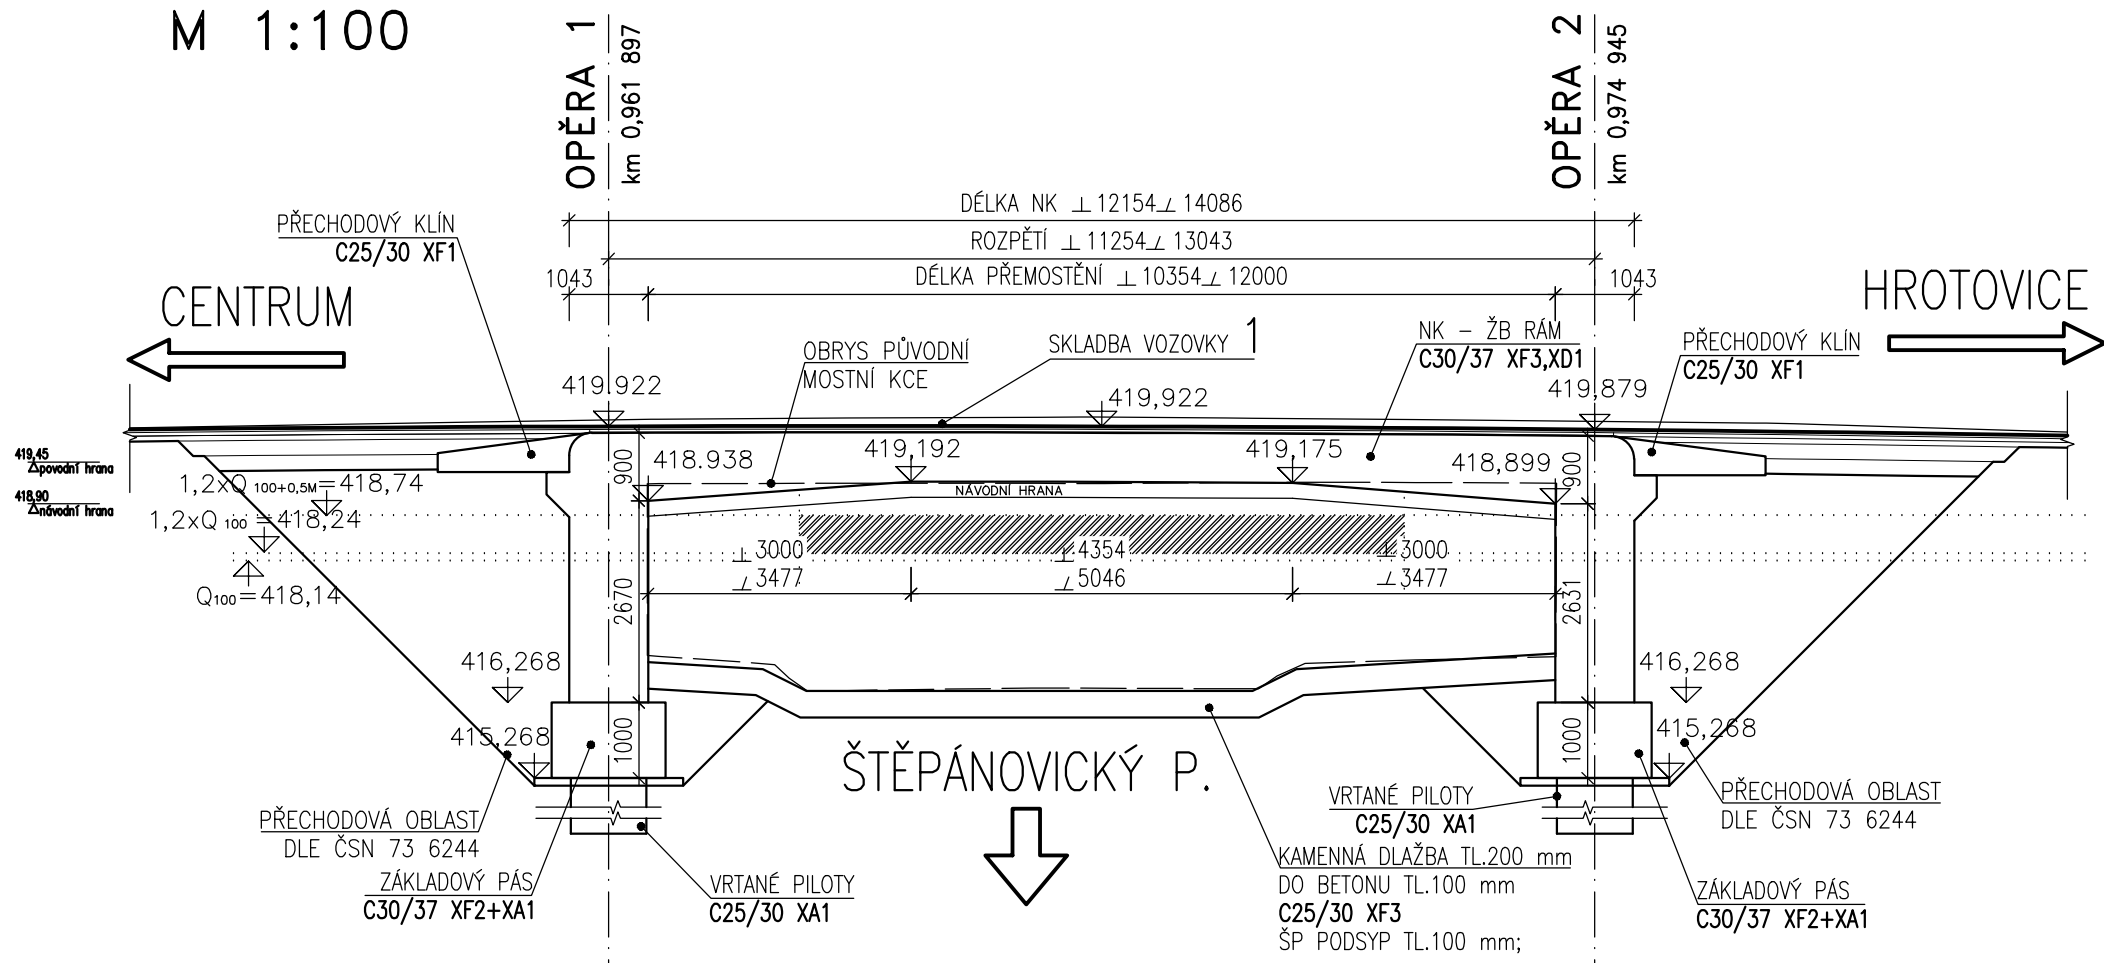 M 1:100
OPĚRA 1
km 0,961 897
OPĚRA 2
km 0,974 945
DÉLKA NK ⊥ 12154∠ 14086
ROZPĚTÍ ⊥ 11254∠ 13043
DÉLKA PŘEMOSTĚNÍ ⊥ 10354∠ 12000
1043
1043
PŘECHODOVÝ KLÍN
C25/30 XF1
CENTRUM
HROTOVICE
OBRYS PŮVODNÍ
MOSTNÍ KCE
SKLADBA VOZOVKY 1
NK – ŽB RÁM
C30/37 XF3,XD1
PŘECHODOVÝ KLÍN
C25/30 XF1
419.922
419,922
419,879
419,45
povodní hrana
418,90
návodní hrana
900
418.938
419,192
419,175
418,899
900
NÁVODNÍ HRANA
1,2xQ 100+0,5M=418,74
1,2xQ 100 =418,24
Q100=418,14
⊥ 3000
⊥ 4354
⊥ 3000
∠ 3477
∠ 5046
∠ 3477
2670
2631
416,268
416,268
415,268
415,268
1000
1000
ŠTĚPÁNOVICKÝ P.
PŘECHODOVÁ OBLAST
DLE ČSN 73 6244
ZÁKLADOVÝ PÁS
C30/37 XF2+XA1
VRTANÉ PILOTY
C25/30 XA1
VRTANÉ PILOTY
C25/30 XA1
KAMENNÁ DLAŽBA TL.200 mm
DO BETONU TL.100 mm
C25/30 XF3
ŠP PODSYP TL.100 mm;
PŘECHODOVÁ OBLAST
DLE ČSN 73 6244
ZÁKLADOVÝ PÁS
C30/37 XF2+XA1